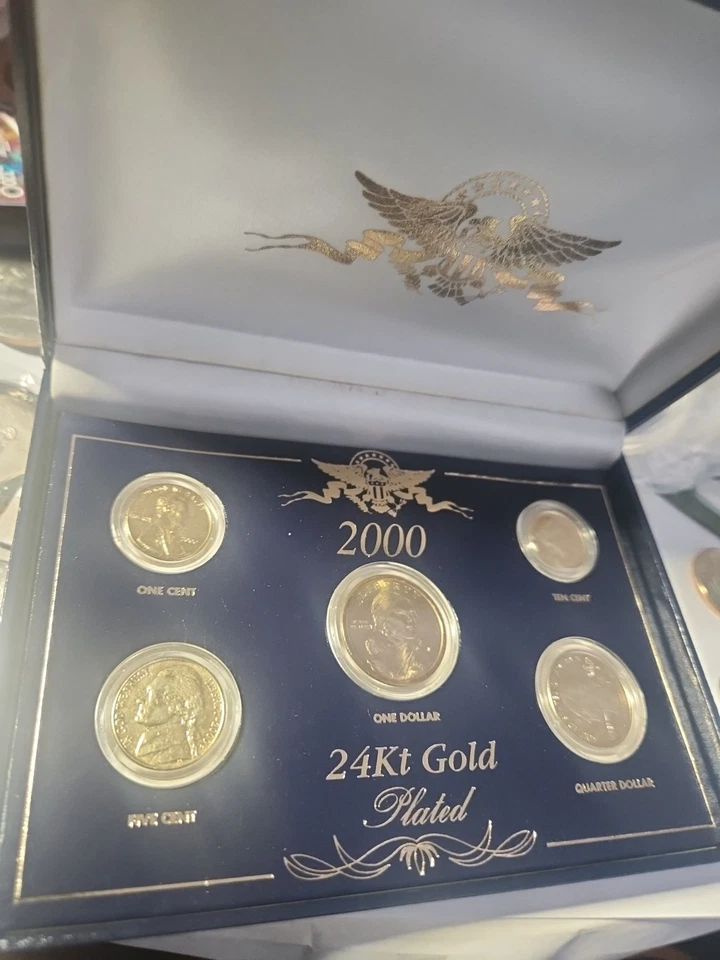 2000
ONE CENT
TEN CENT
ONE DOLLAR
FIVE CENT
QUARTER DOLLAR
24Kt Gold
Plated